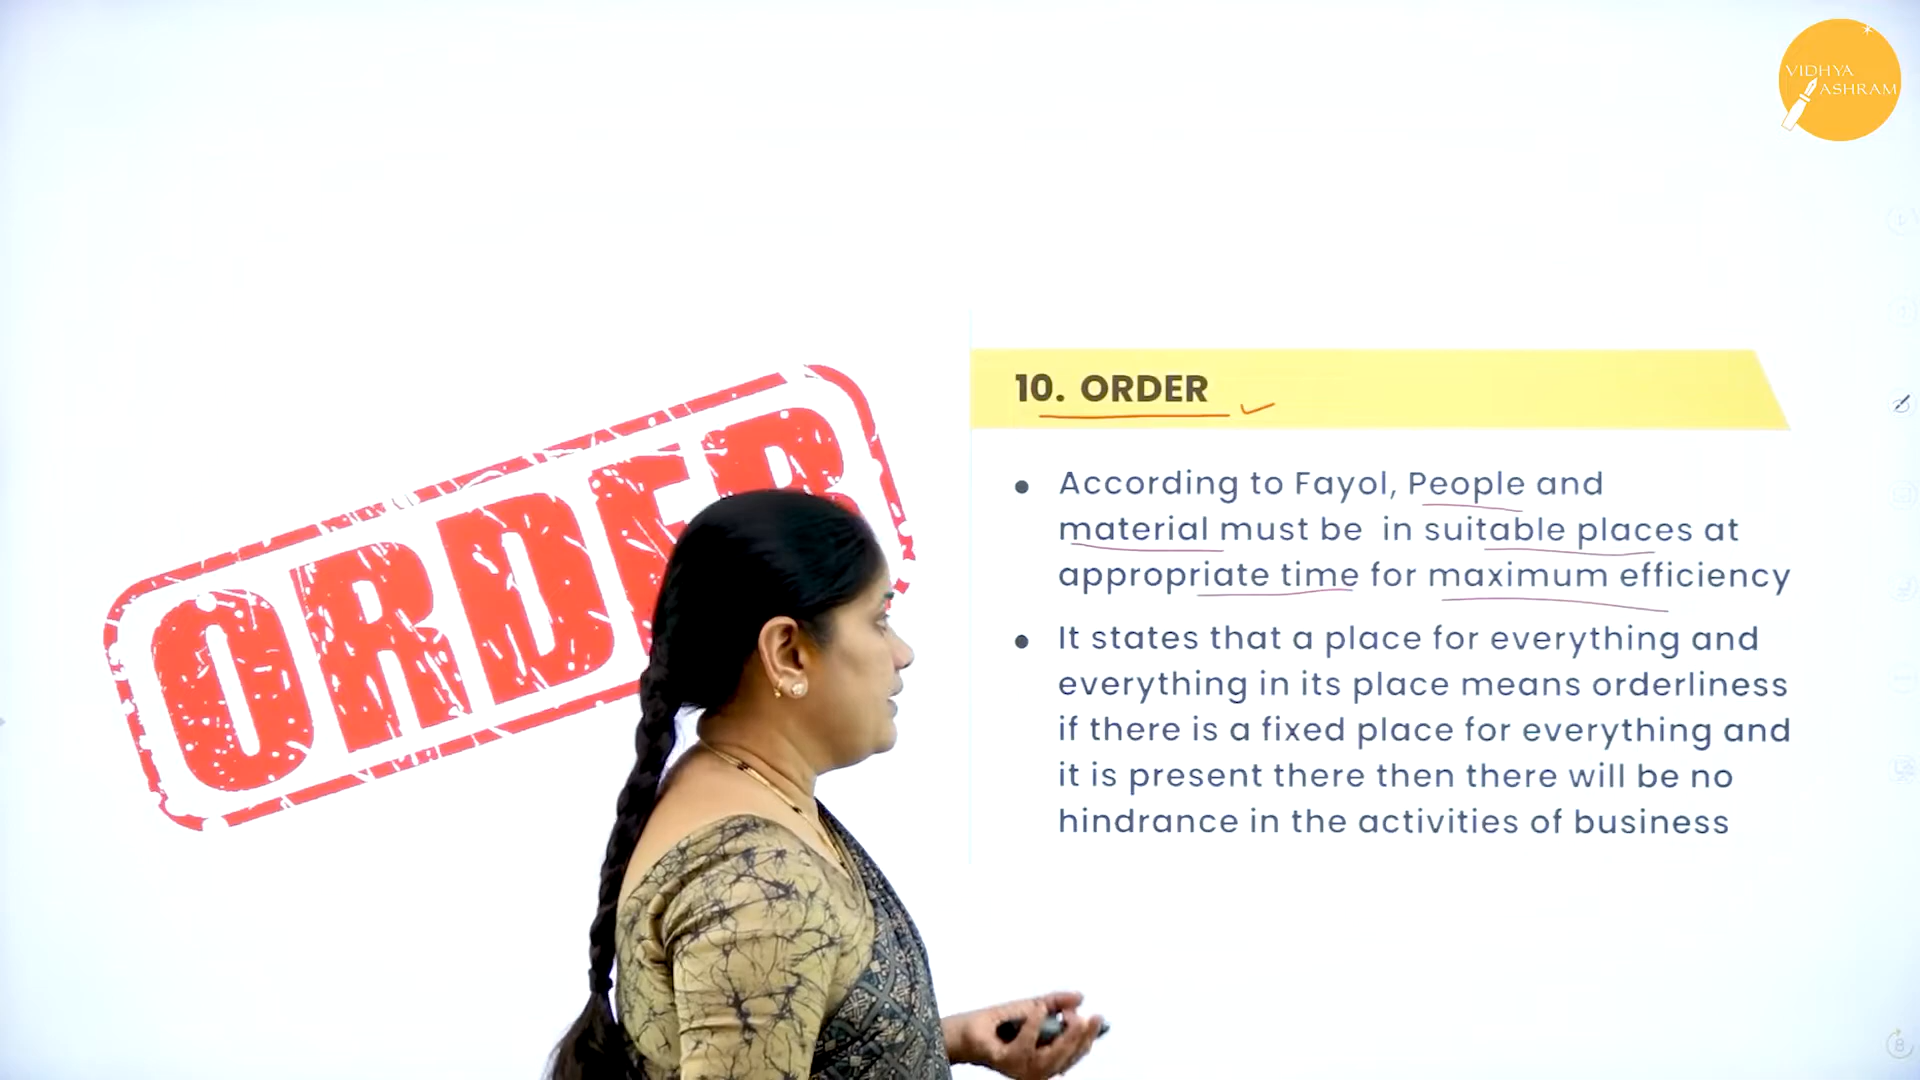 VIDHYA
ASHRAM
ORDER
10. ORDER
According to Fayol, People and
material must be in suitable places at
appropriate time for maximum efficiency
It states that a place for everything and
everything in its place means orderliness
if there is a fixed place for everything and
it is present there then there will be no
hindrance in the activities of business
8